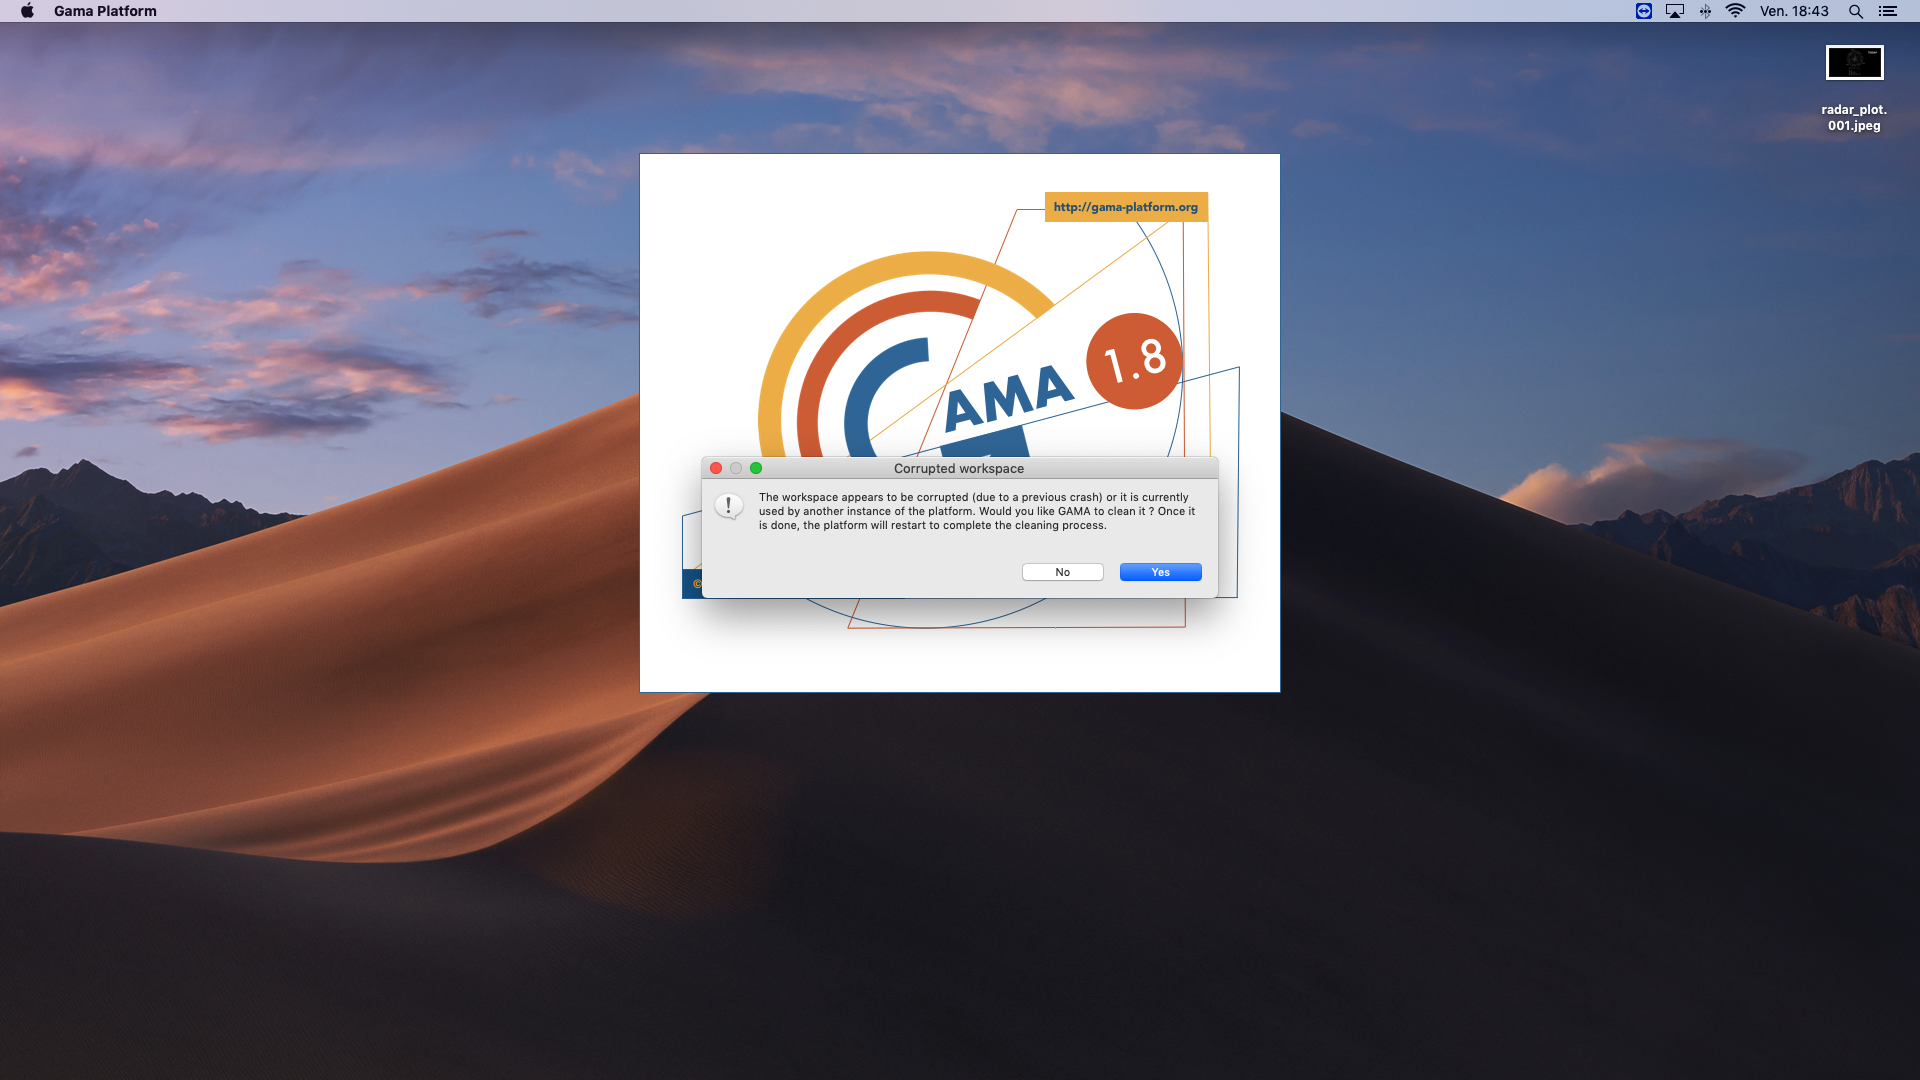 Gama Platform
Ven. 18:43
radar_plot.
001.jpeg
http://gama-platform.org
AMA
1.8
Corrupted workspace
The workspace appears to be corrupted (due to a previous crash) or it is currently
used by another instance of the platform. Would you like GAMA to clean it ? Once it
is done, the platform will restart to complete the cleaning process.
No
Yes
©